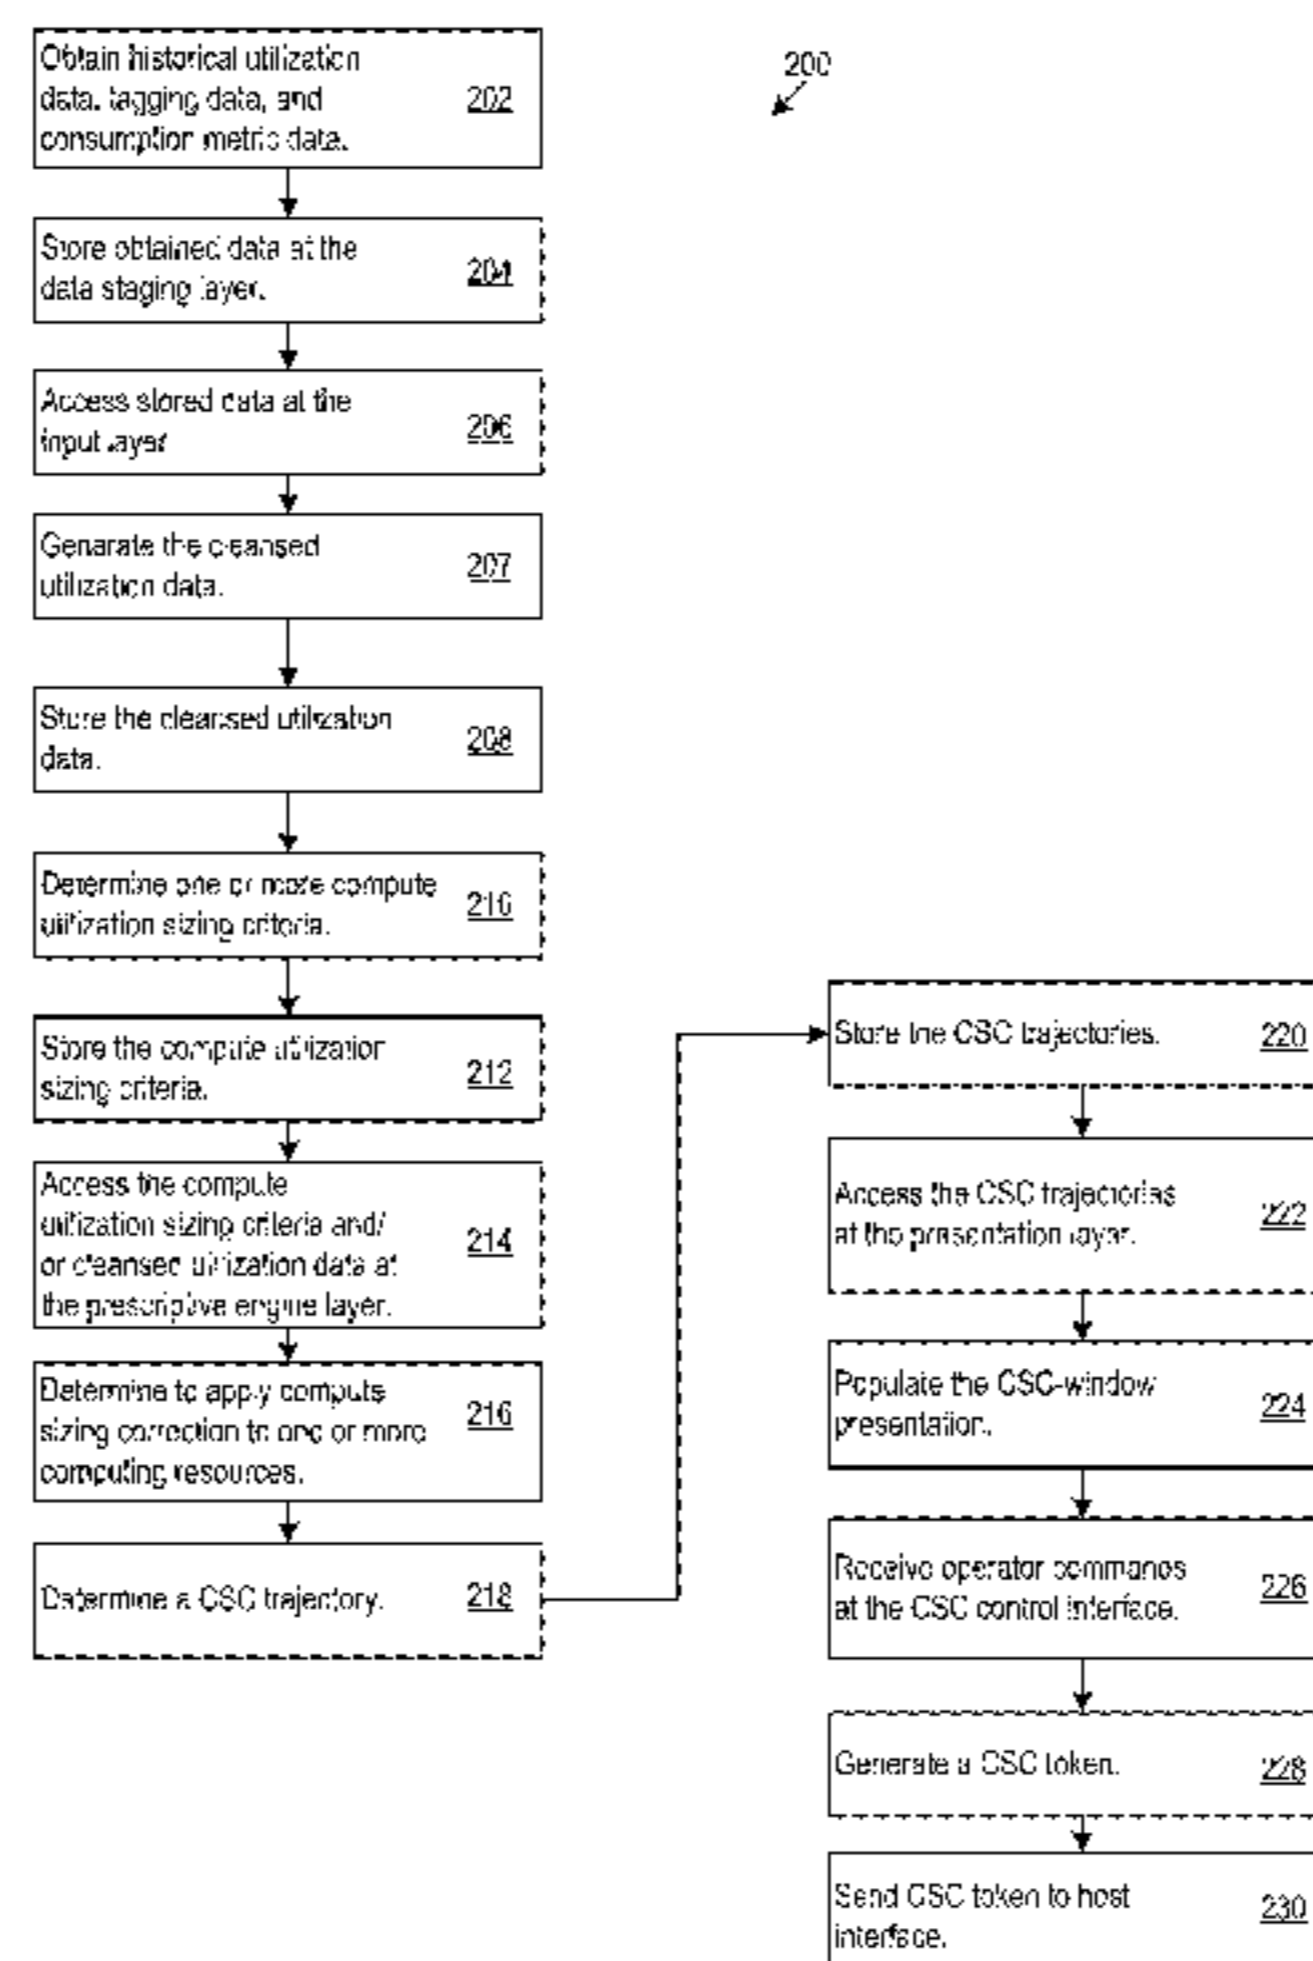 200
Obtain historical utilization
data, tagging data, and
consumption metric data.
202
Store obtained data at the
data staging layer.
204
Access stored data at the
input layer
206
Generate the cleansed
utilization data.
207
Store the cleansed utilization
data.
208
Determine one or more compute
utilization sizing criteria.
210
Store the compute utilization
sizing criteria.
212
Access the compute
utilization sizing criteria and/
or cleansed utilization data at
the prescriptive engine layer.
214
Determine to apply compute
sizing correction to one or more
computing resources.
216
Determine a CSC trajectory.
218
Store the CSC trajectories.
220
Access the CSC trajectories
at the presentation layer.
222
Populate the CSC-window
presentation.
224
Receive operator commands
at the CSC control interface.
226
Generate a CSC token.
228
Send CSC token to host
interface.
230